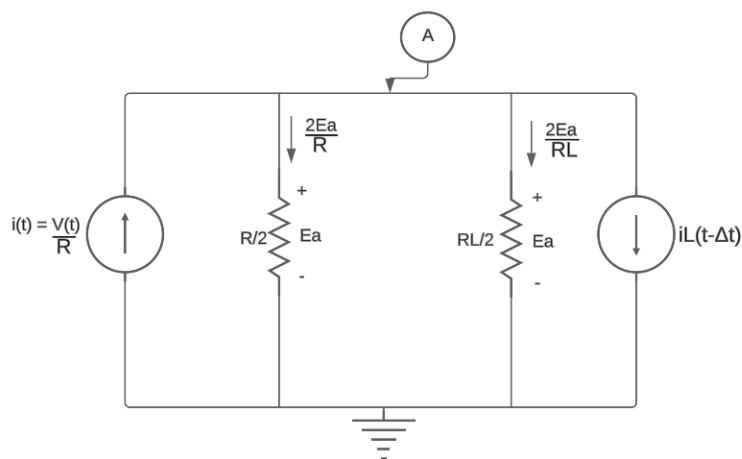 A
2Ea
R
2Ea
RL
i(t) = V(t)
R
+
R/2
Ea
-
+
RL/2
Ea
-
iL(t-Δt)